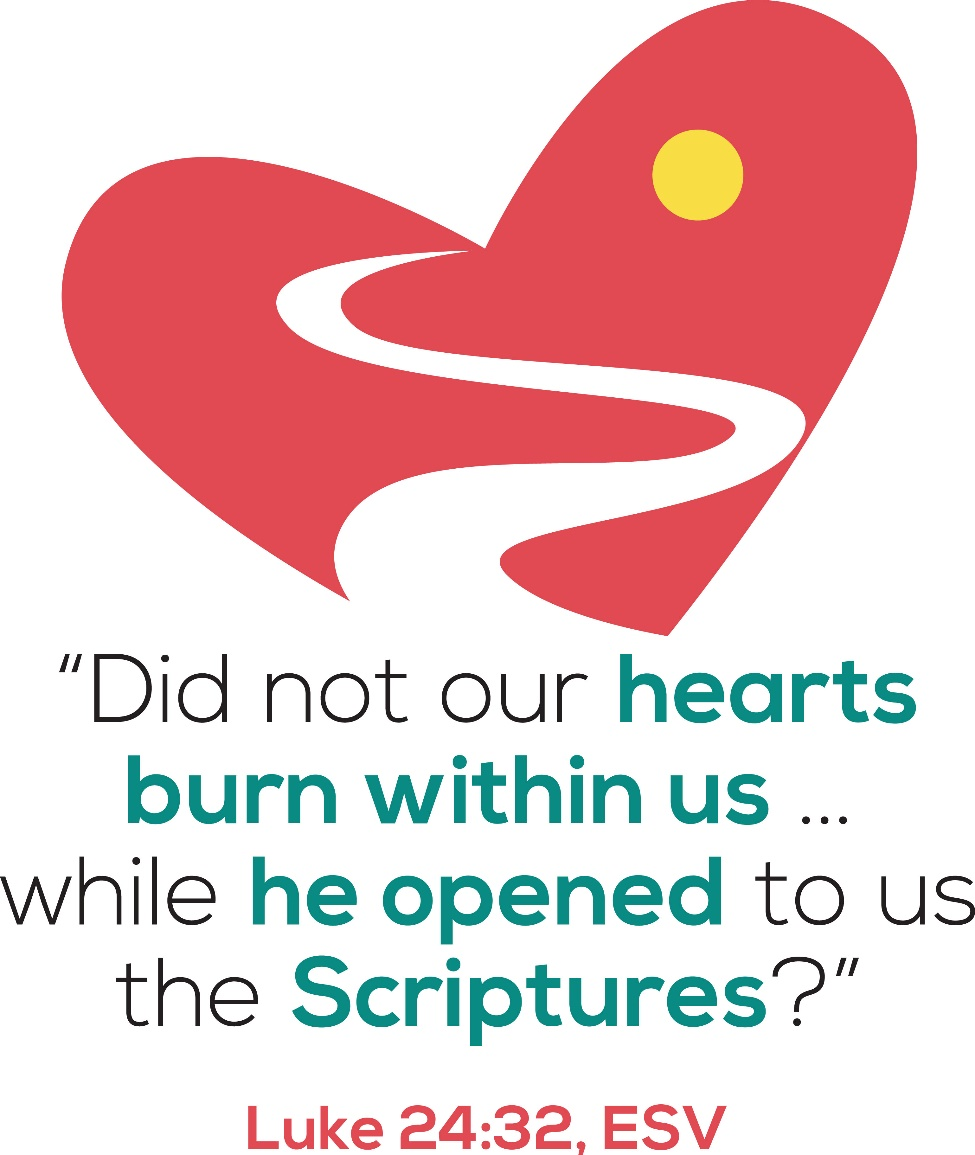 “Did not our hearts
burn within us ...
while he opened to us
the Scriptures?”
Luke 24:32, ESV